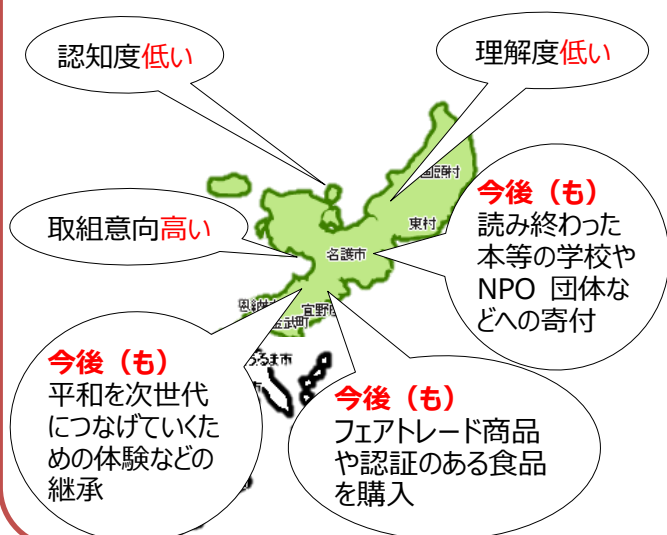 認知度低い
理解度低い
国頭村
今後（も）
読み終わった
本等の学校や
NPO 団体な
どへの寄付
東村
取組意向高い
名護市
宜野
金武町
うるま市
市
今後（も）
平和を次世代
につなげていくた
めの体験などの
継承
今後（も）
フェアトレード商品
や認証のある食品
を購入